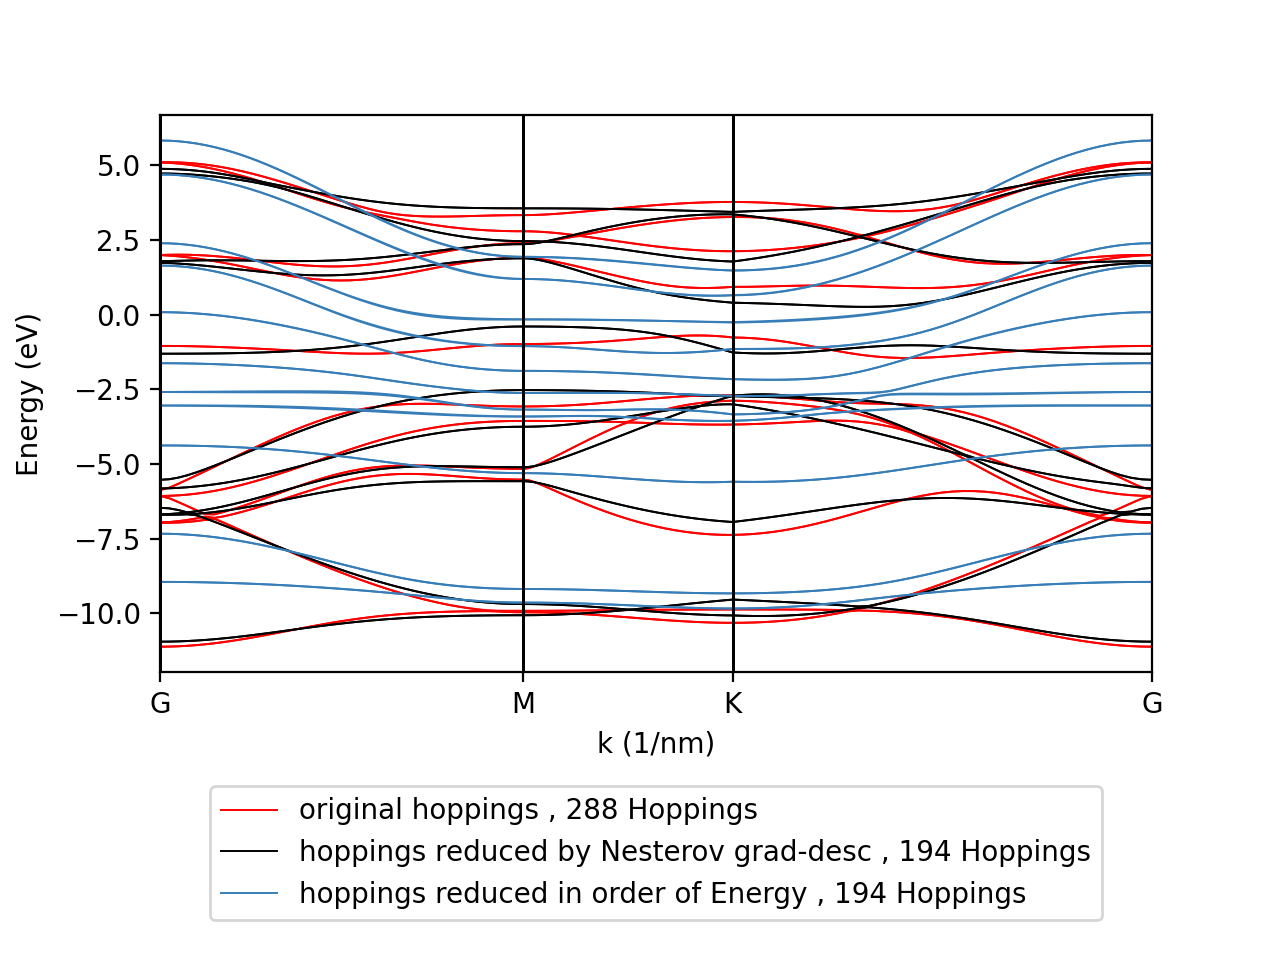 5.0
2.5
0.0
−2.5
−5.0
−7.5
−10.0
Energy (eV)
G M K G
k (1/nm)
original hoppings , 288 Hoppings
hoppings reduced by Nesterov grad-desc , 194 Hoppings
hoppings reduced in order of Energy , 194 Hoppings